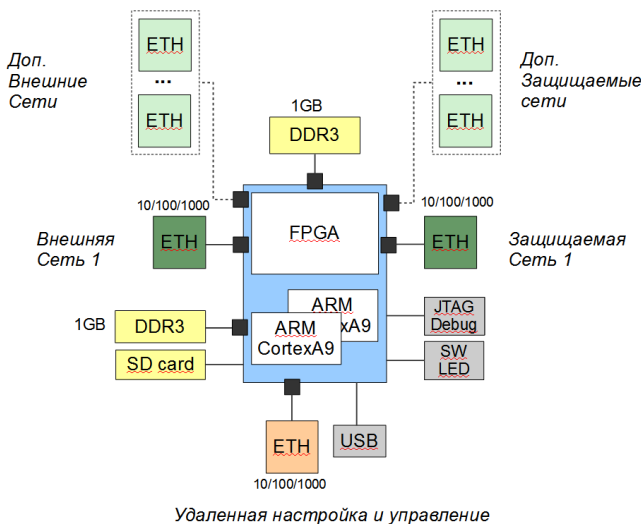 Доп.
Внешние
Сети
ETH
...
ETH
ETH
...
ETH
Доп.
Защищаемые
сети
1GB
DDR3
10/100/1000
10/100/1000
Внешняя
Сеть 1
ETH
FPGA
ETH
Защищаемая
Сеть 1
1GB
DDR3
SD card
ARM
xA9
ARM
CortexA9
JTAG
Debug
SW
LED
ETH
USB
10/100/1000
Удаленная настройка и управление